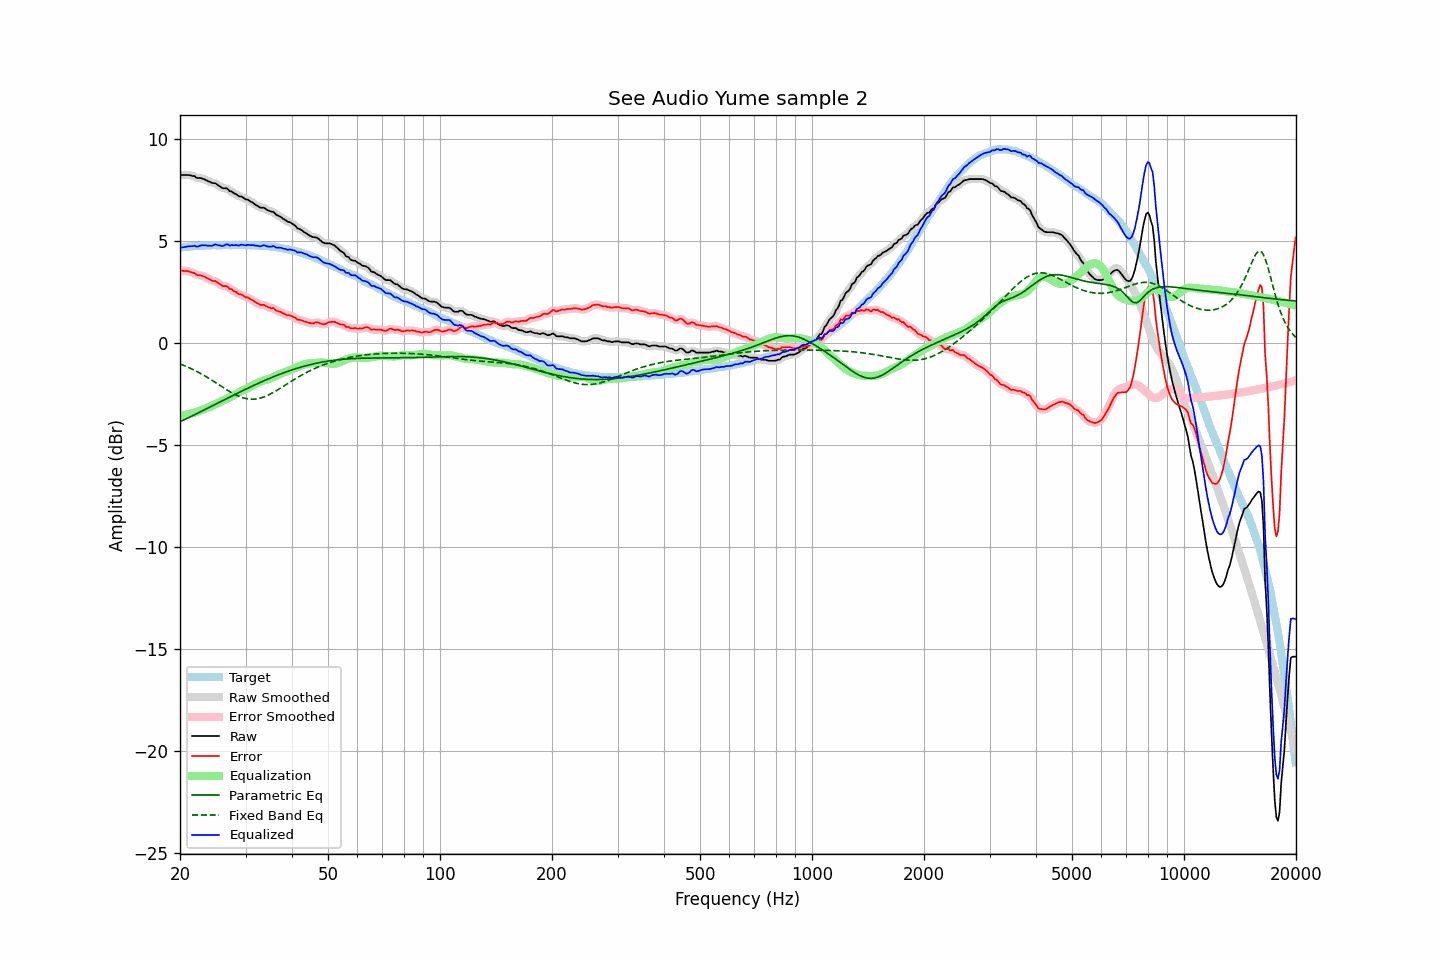 See Audio Yume sample 2
Amplitude (dBr)
10
5
0
−5
−10
−15
−20
−25
Target
Raw Smoothed
Error Smoothed
Raw
Error
Equalization
Parametric Eq
Fixed Band Eq
Equalized
20 50 100 200 500 1000 2000 5000 10000 20000
Frequency (Hz)